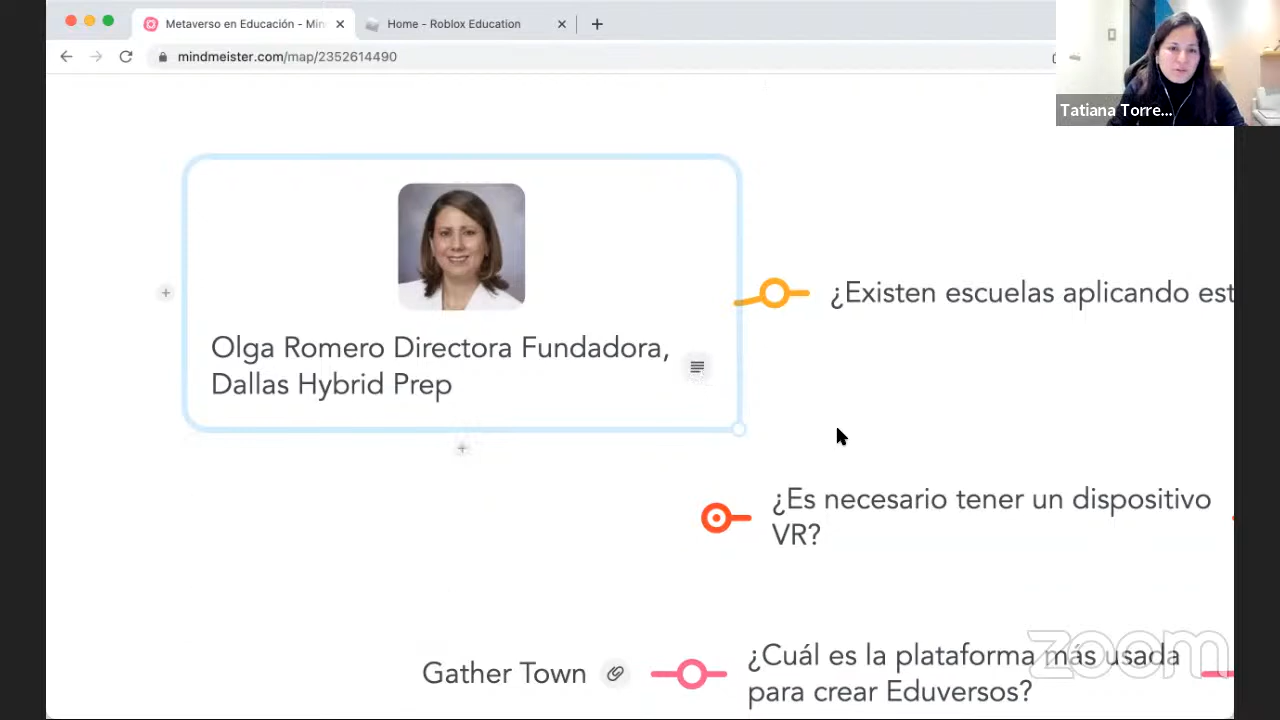 Metaverso en Educación - Min
Home - Roblox Education
mindmeister.com/map/2352614490
Tatiana Torre...
Olga Romero Directora Fundadora,
Dallas Hybrid Prep
¿Existen escuelas aplicando est
¿Es necesario tener un dispositivo
VR?
Gather Town
¿Cuál es la plataforma más usada
para crear Eduversos?
zoom